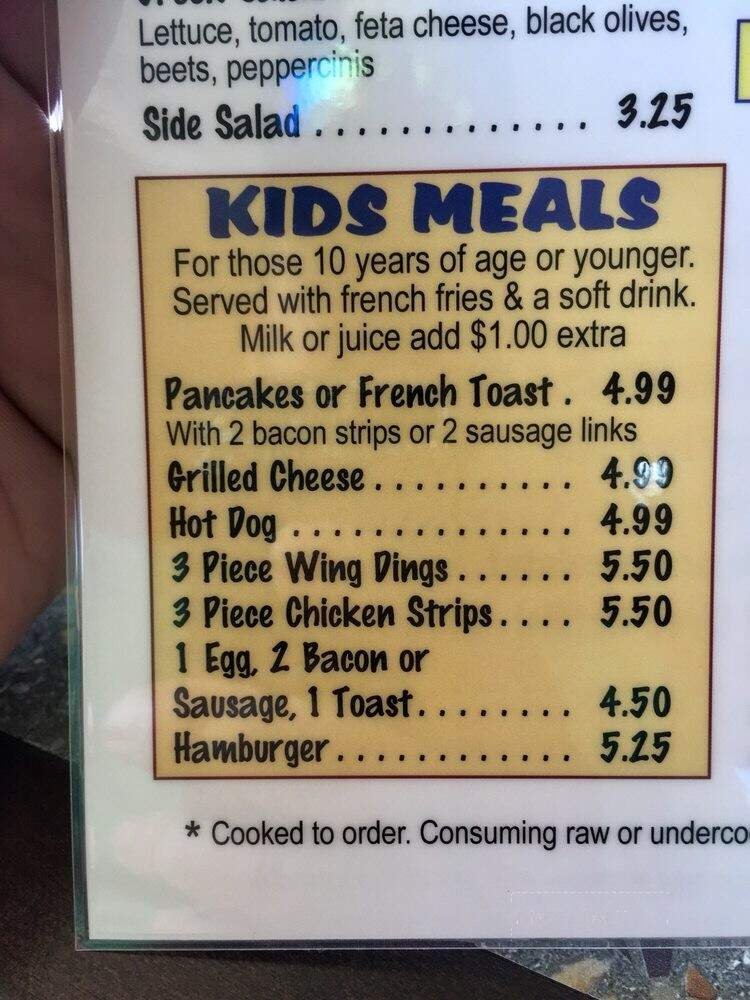 Lettuce, tomato, feta cheese, black olives,
beets, peppercinis
Side Salad . . . . . . . . . . . . . 3.25
KIDS MEALS
For those 10 years of age or younger.
Served with french fries & a soft drink.
Milk or juice add $1.00 extra
Pancakes or French Toast . 4.99
With 2 bacon strips or 2 sausage links
Grilled Cheese . . . . . . . . . . 4.99
Hot Dog . . . . . . . . . . . . . . 4.99
3 Piece Wing Dings . . . . . . 5.50
3 Piece Chicken Strips . . . . 5.50
1 Egg, 2 Bacon or
Sausage, 1 Toast . . . . . . . . 4.50
Hamburger . . . . . . . . . . . . 5.25
* Cooked to order. Consuming raw or underco